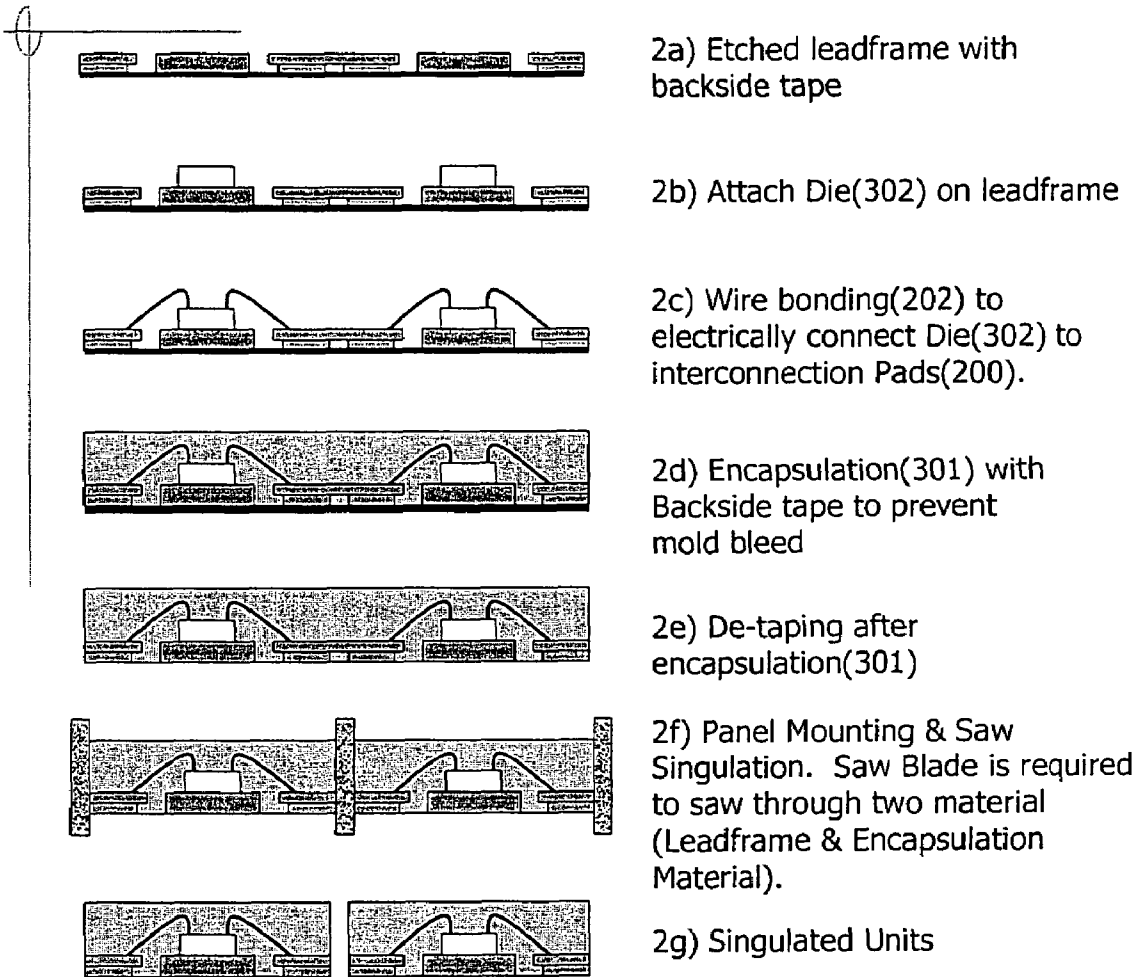 2a) Etched leadframe with
backside tape
2b) Attach Die(302) on leadframe
2c) Wire bonding(202) to
electrically connect Die(302) to
interconnection Pads(200).
2d) Encapsulation(301) with
Backside tape to prevent
mold bleed
2e) De-taping after
encapsulation(301)
2f) Panel Mounting & Saw
Singulation.  Saw Blade is required
to saw through two material
(Leadframe & Encapsulation
Material).
2g) Singulated Units